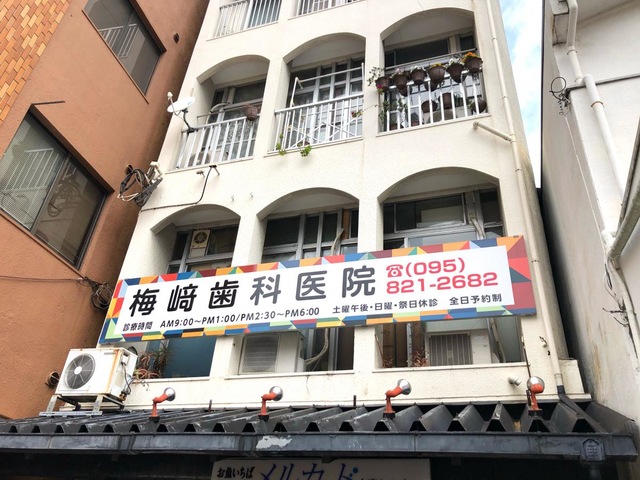 梅﨑歯科医院
☎(095)
821-2682
診療時間 AM9:00~PM1:00/PM2:30~PM6:00 土曜午後・日曜・祭日休診 全日予約制
お魚いちば
メルカド